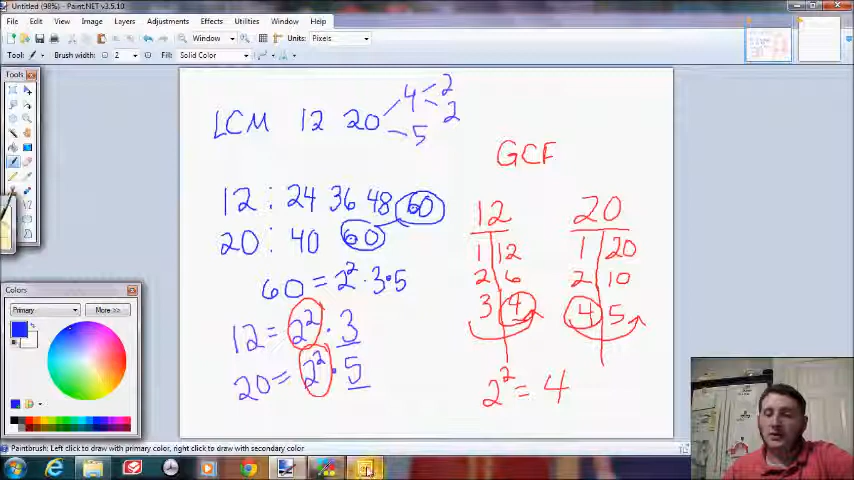 Untitled (98%) - Paint.NET v3.5.10
File Edit View Image Layers Adjustments Effects Utilities Window Help
Window Units: Pixels
Tool: Brush width: 2 Fill: Solid Color
Tools
LCM 12 20 4 2
2
5
GCF
12 : 24 36 48 60
20 : 40 60
60 = 2² · 3 · 5
12 = 2² · 3
20 = 2² · 5
12 20
1 12 1 20
2 6 2 10
3 4 4 5
2² = 4
Colors
Primary More >>
Paintbrush: Left click to draw with primary color, right click to draw with secondary color